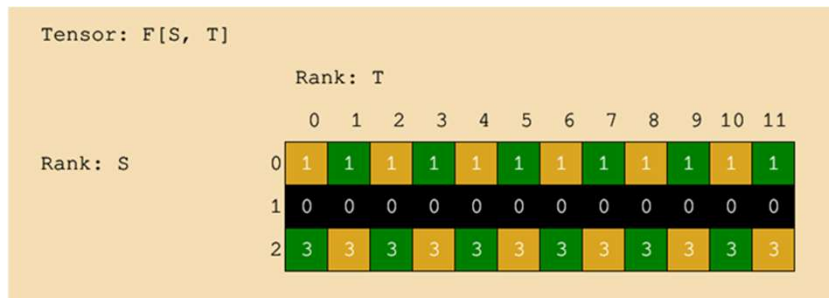 Tensor: F[S, T]
Rank: T
0 1 2 3 4 5 6 7 8 9 10 11
Rank: S 0 1 1 1 1 1 1 1 1 1 1 1 1
1 0 0 0 0 0 0 0 0 0 0 0 0
2 3 3 3 3 3 3 3 3 3 3 3 3